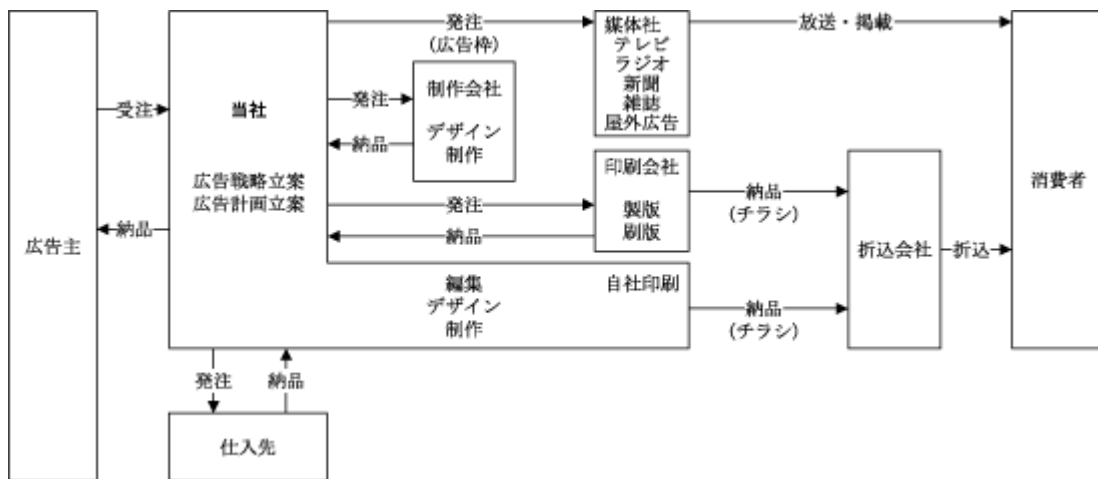 発注
(広告枠)
媒体社
テレビ
ラジオ
新聞
雑誌
屋外広告
放送・掲載
受注
当社
広告戦略立案
広告計画立案
発注
納品
制作会社
デザイン
制作
印刷会社
製版
刷版
発注
納品
納品
(チラシ)
消費者
広告主
納品
折込会社
折込
編集
デザイン
制作
自社印刷
納品
(チラシ)
発注
納品
仕入先